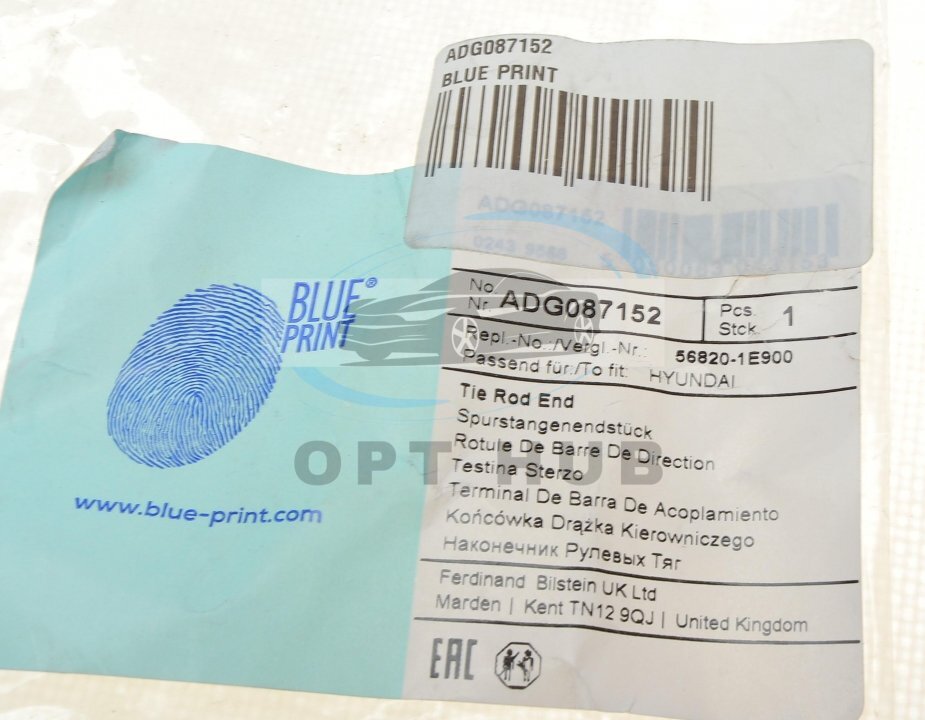 ADG087152
BLUE PRINT
ADG087152
0243 9568
BLUE®
PRINT
www.blue-print.com
No.
Nr. ADG087152
Pcs.
Stck. 1
Repl.-No.:/Vergl.-Nr.: 56820-1E900
Passend für:/To fit: HYUNDAI
Tie Rod End
Spurstangenendstück
Rotule De Barre De Direction
Testina Sterzo
Terminal De Barra De Acoplamiento
Końcówka Drążka Kierowniczego
Наконечник Рулевых Тяг
Ferdinand Bilstein UK Ltd
Marden | Kent TN12 9QJ | United Kingdom
EAC
OPT HUB